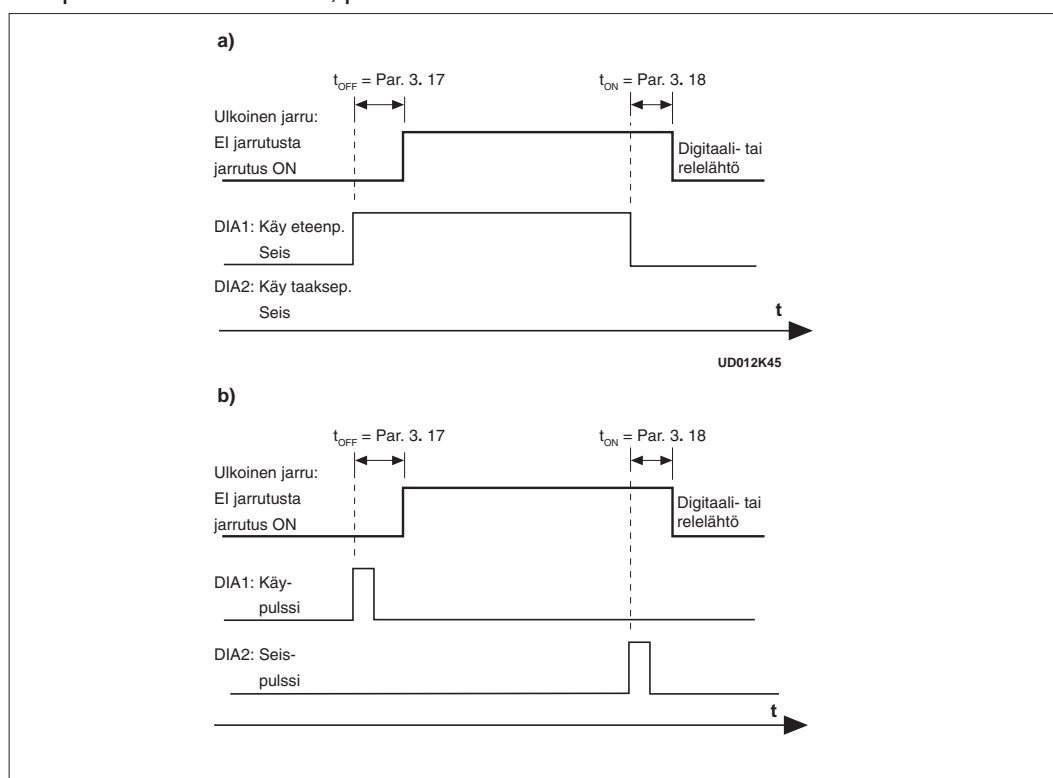 a)
t_OFF = Par. 3. 17
t_ON = Par. 3. 18
Ulkoinen jarru:
EI jarrutusta
jarrutus ON
Digitaali- tai
relelähtö
DIA1: Käy eteenp.
Seis
DIA2: Käy taaksep.
Seis
t
UD012K45
b)
t_OFF = Par. 3. 17
t_ON = Par. 3. 18
Ulkoinen jarru:
EI jarrutusta
jarrutus ON
Digitaali- tai
relelähtö
DIA1: Käy-
pulssi
DIA2: Seis-
pulssi
t